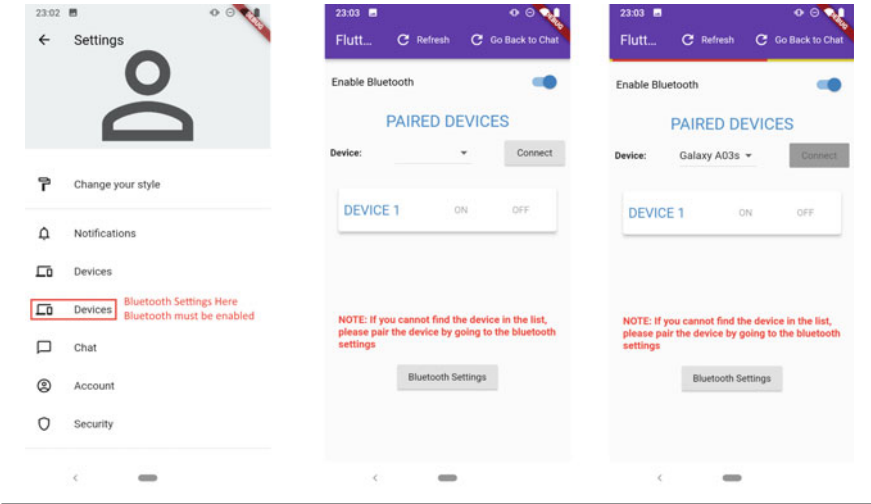 23:02
DEBUG
Settings
Change your style
Notifications
Devices
Devices
Bluetooth Settings Here
Bluetooth must be enabled
Chat
Account
Security
23:03
DEBUG
Flutt... Refresh Go Back to Chat
Enable Bluetooth
PAIRED DEVICES
Device: Connect
DEVICE 1 ON OFF
NOTE: If you cannot find the device in the list,
please pair the device by going to the bluetooth
settings
Bluetooth Settings
23:03
DEBUG
Flutt... Refresh Go Back to Chat
Enable Bluetooth
PAIRED DEVICES
Device: Galaxy A03s Connect
DEVICE 1 ON OFF
NOTE: If you cannot find the device in the list,
please pair the device by going to the bluetooth
settings
Bluetooth Settings